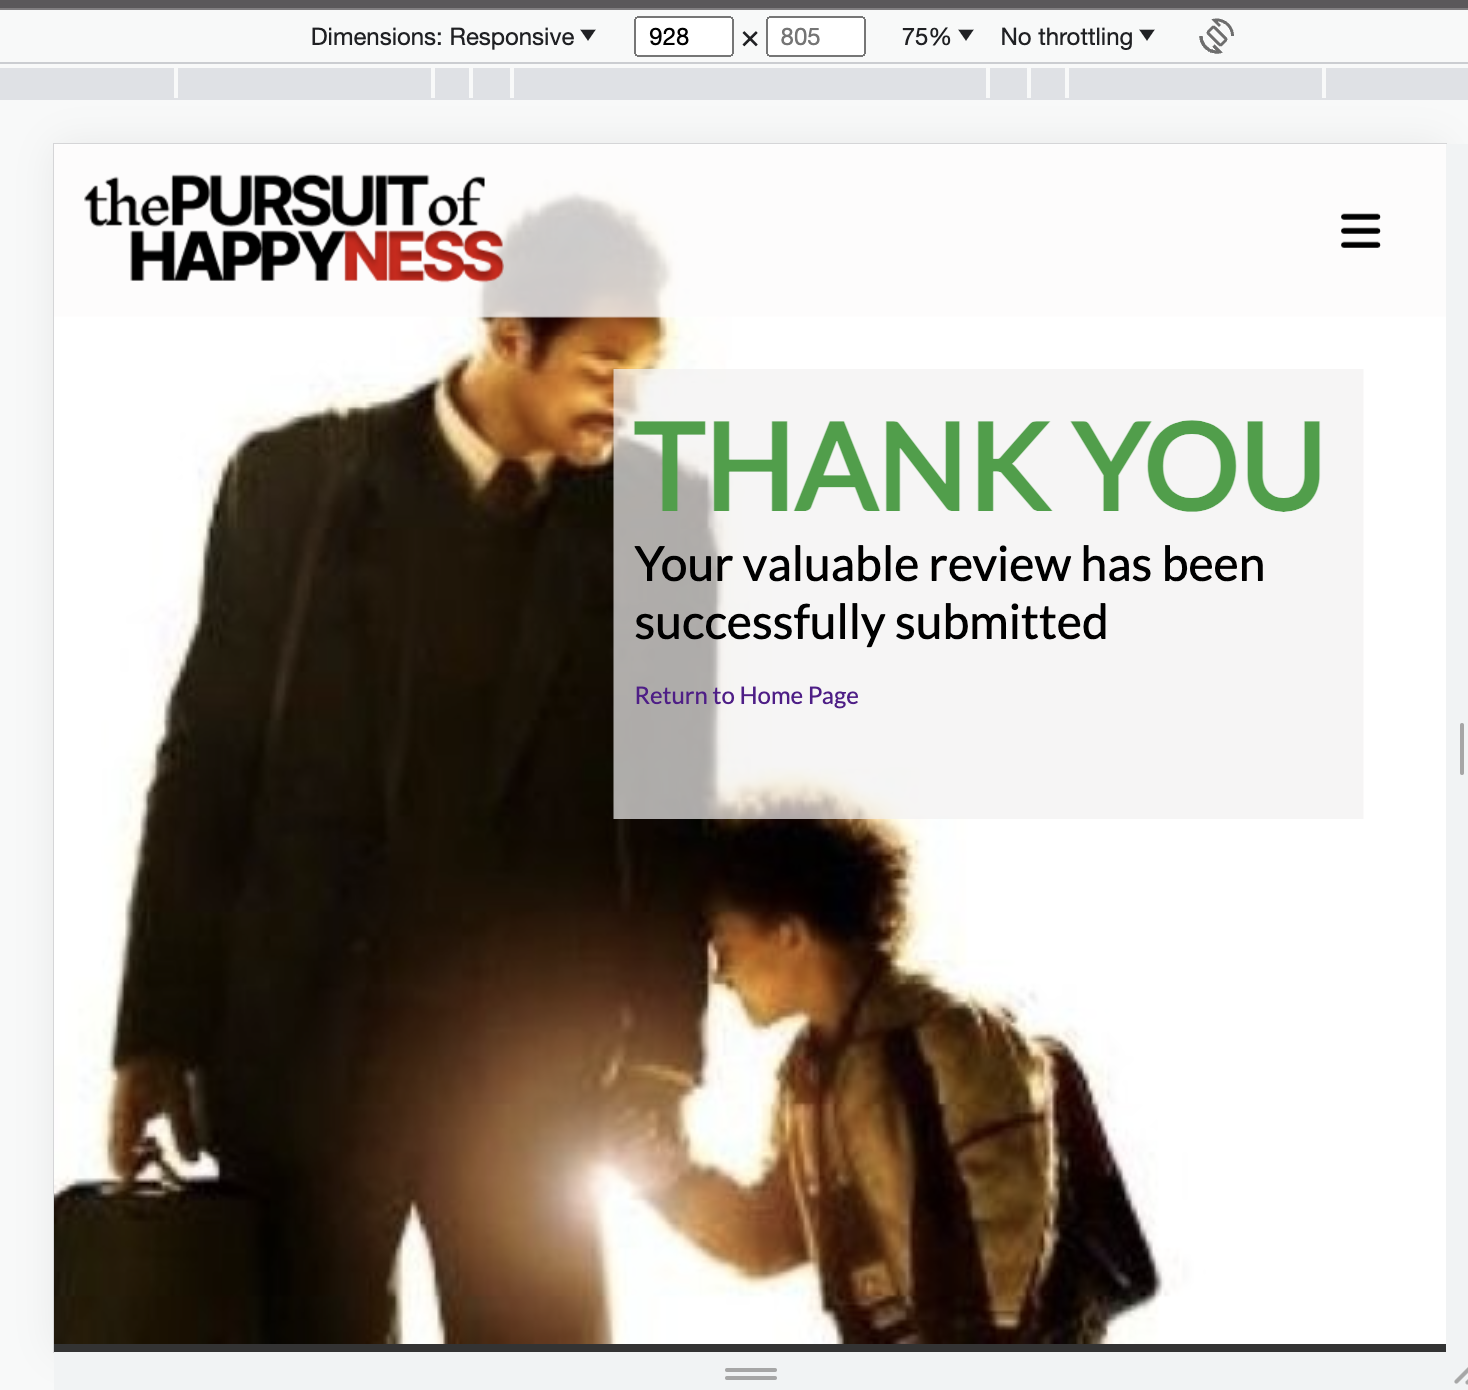 Dimensions: Responsive 928 × 805 75% No throttling
thePURSUITof
HAPPYNESS
THANK YOU
Your valuable review has been
successfully submitted
Return to Home Page